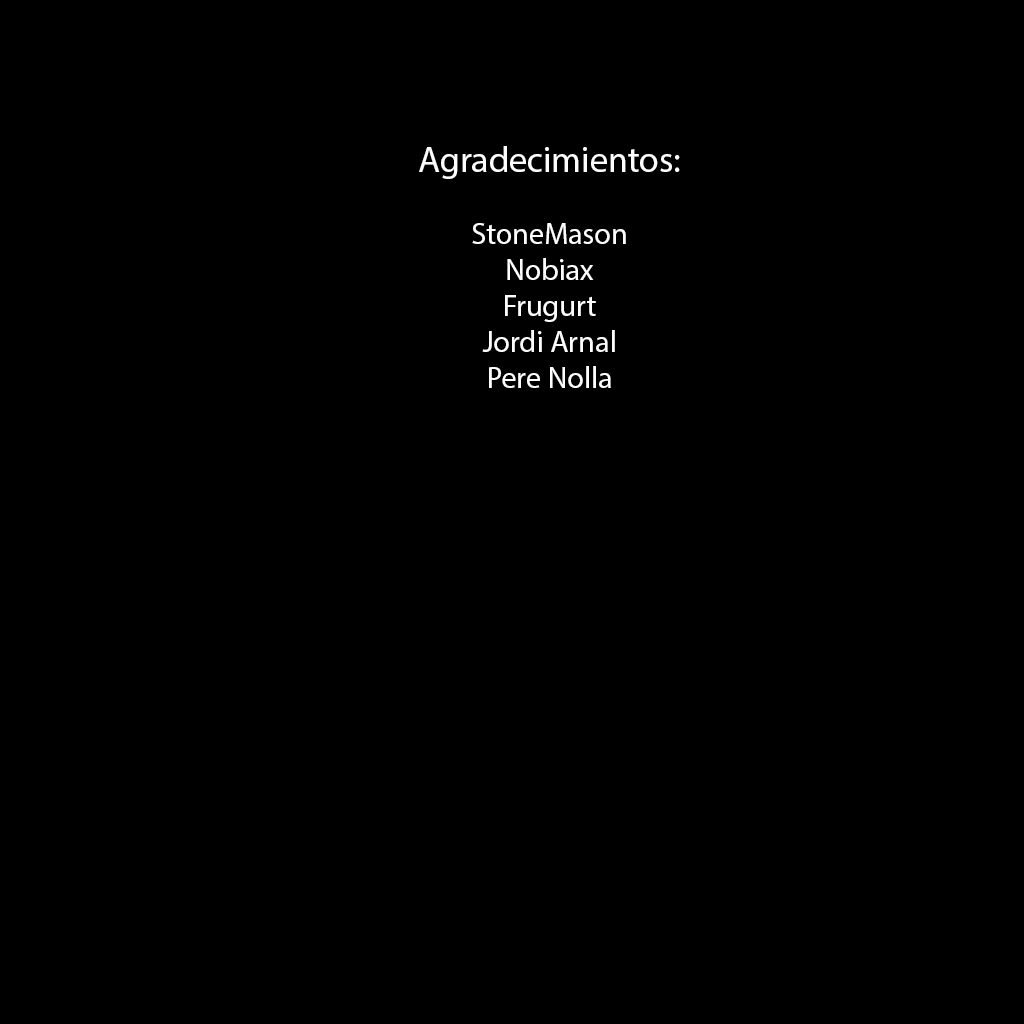 Agradecimientos:
StoneMason
Nobiax
Frugurt
Jordi Arnal
Pere Nolla